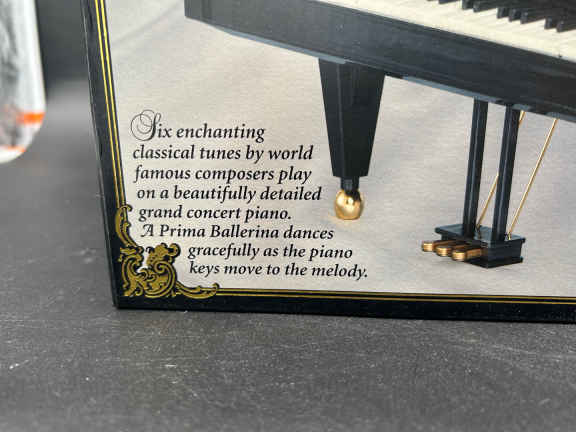 Six enchanting
classical tunes by world
famous composers play
on a beautifully detailed
grand concert piano.
A Prima Ballerina dances
gracefully as the piano
keys move to the melody.